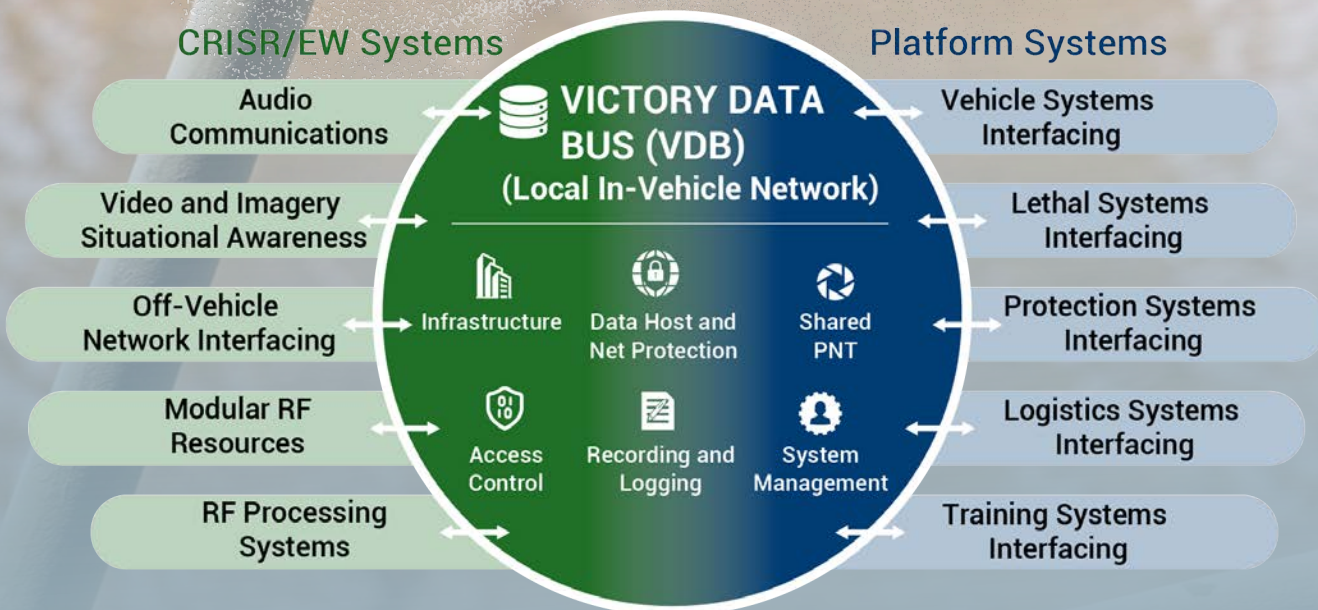 CRISR/EW Systems
Audio
Communications
Video and Imagery
Situational Awareness
Off-Vehicle
Network Interfacing
Modular RF
Resources
RF Processing
Systems
VICTORY DATA
BUS (VDB)
(Local In-Vehicle Network)
Infrastructure
Data Host and
Net Protection
Shared
PNT
Access
Control
Recording and
Logging
System
Management
Platform Systems
Vehicle Systems
Interfacing
Lethal Systems
Interfacing
Protection Systems
Interfacing
Logistics Systems
Interfacing
Training Systems
Interfacing